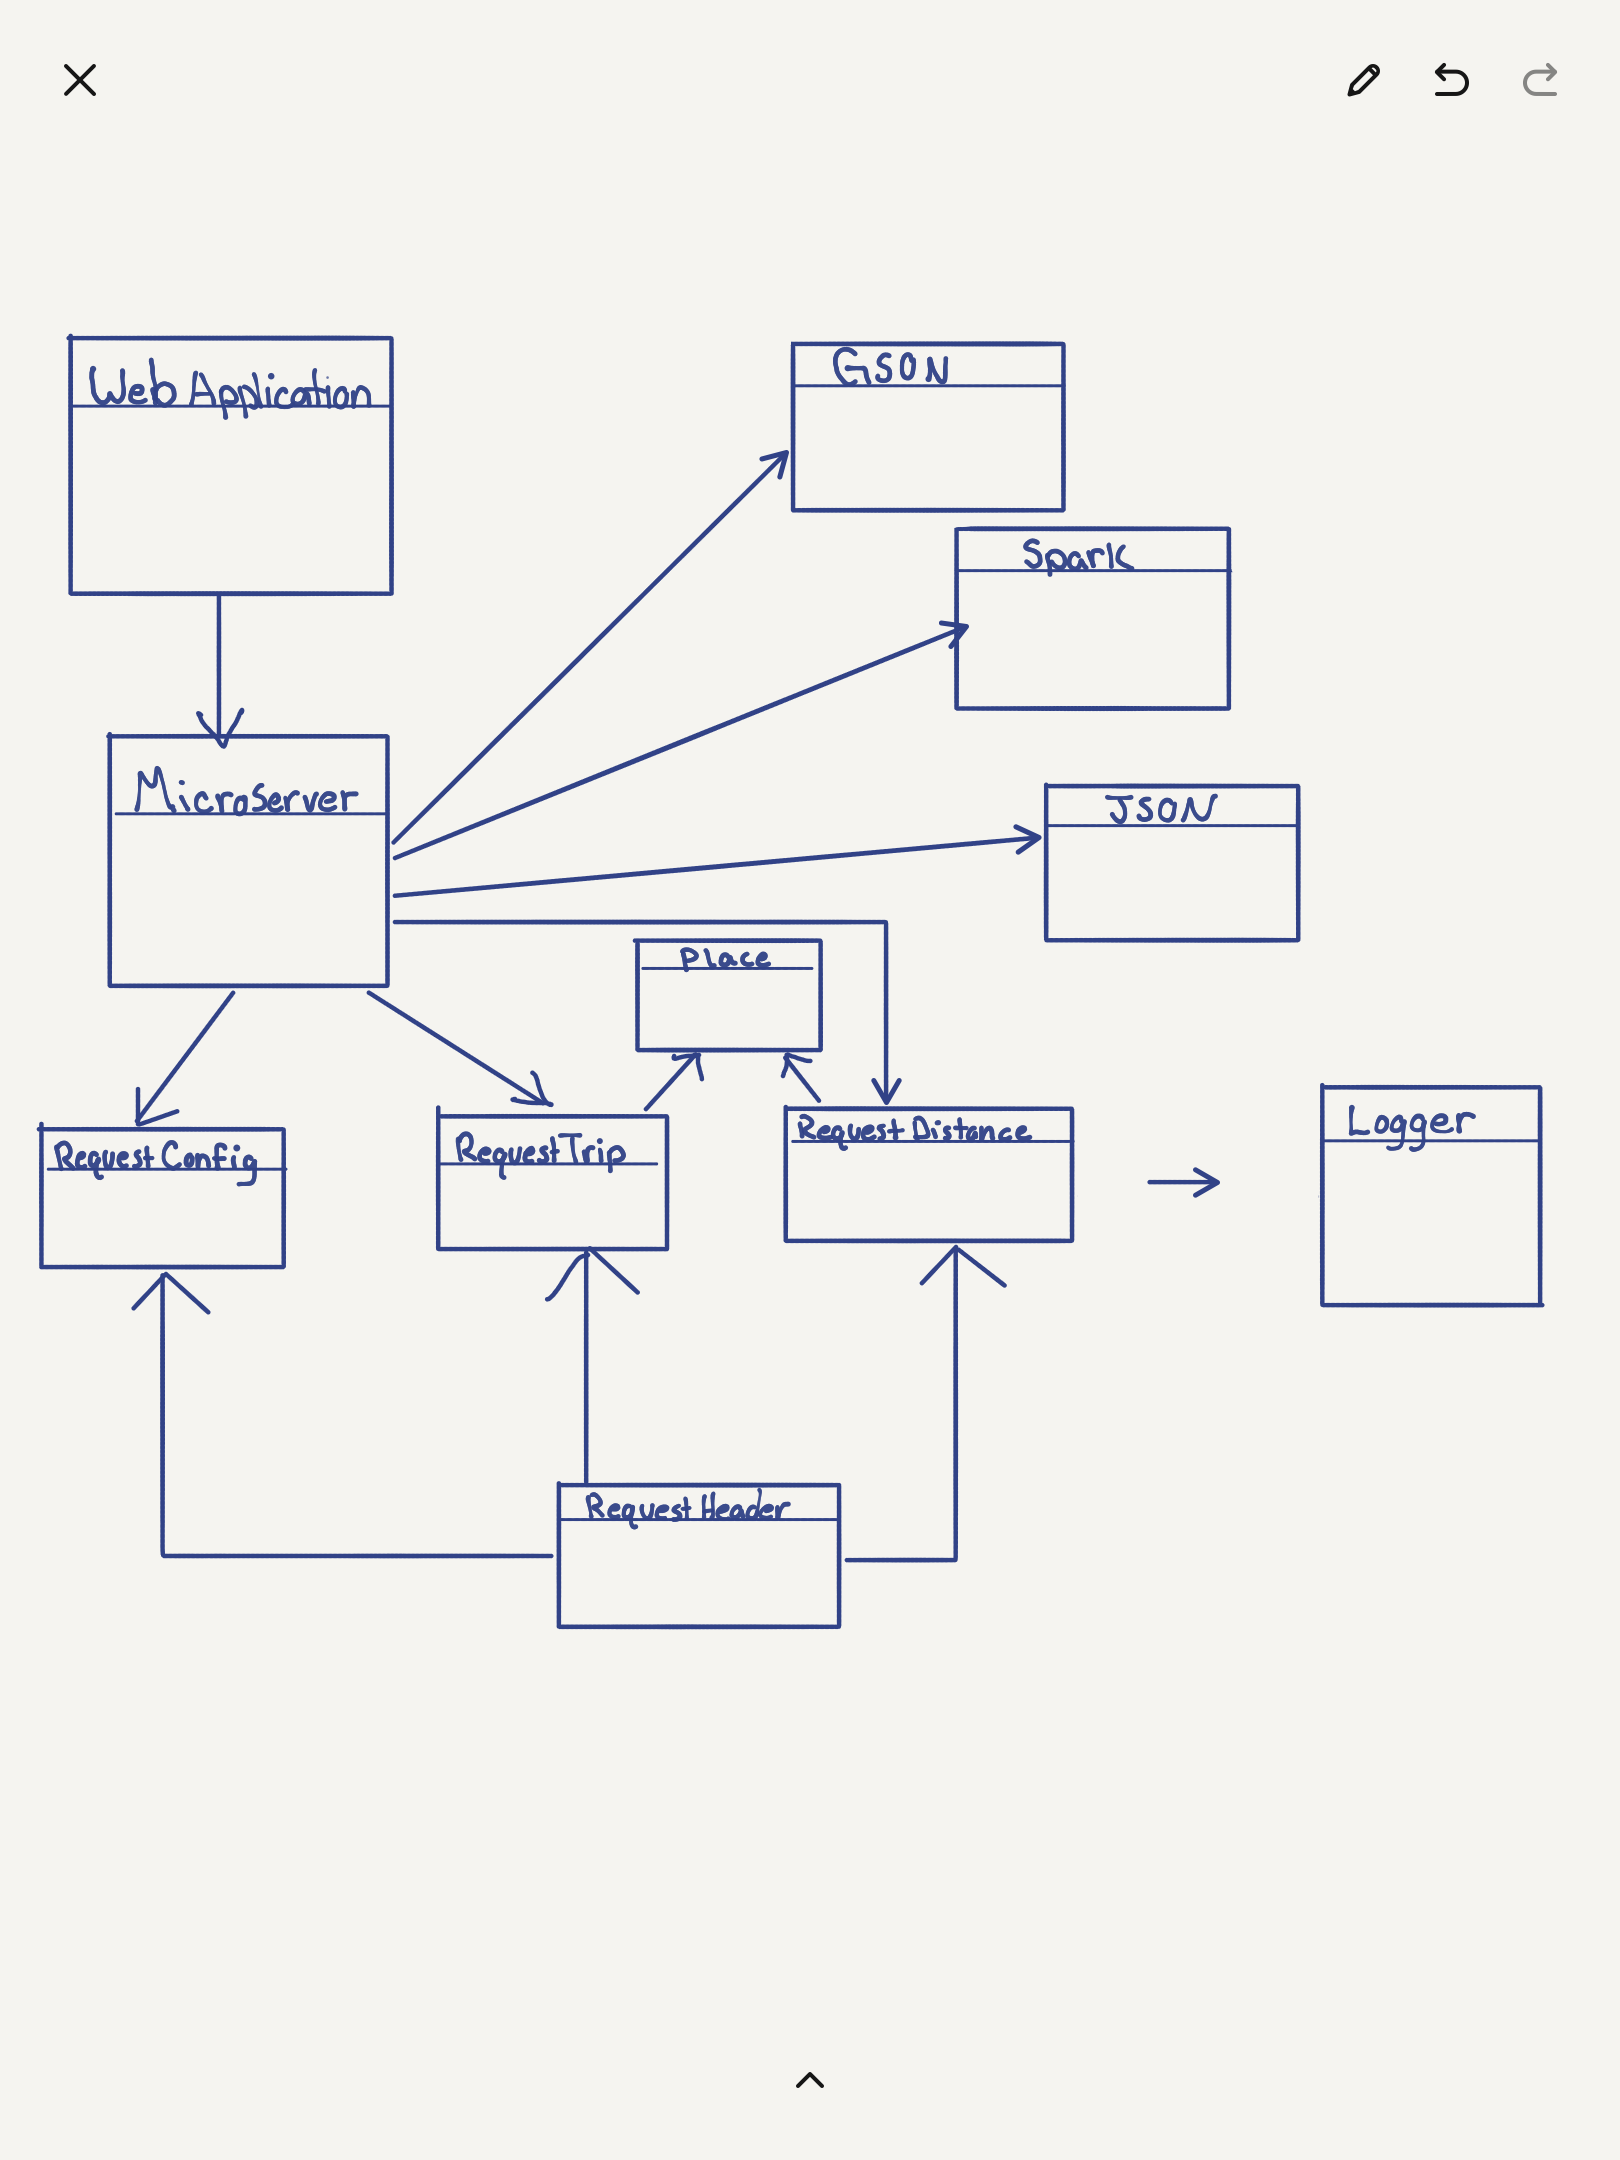 Web Application
GSON
Spark
MicroServer
JSON
Place
Request Config
Request Trip
Request Distance
Logger
Request Header